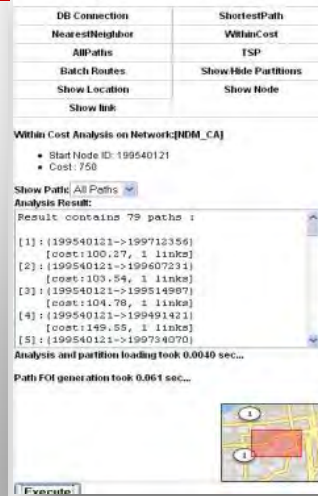 DB Connection ShortestPath
NearestNeighbor WithinCost
AllPaths TSP
Batch Routes Show/Hide Partitions
Show Location Show Node
Show link
Within Cost Analysis on Network:[NDM_CA]
• Start Node ID: 199540121
• Cost: 750
Show Path: All Paths
Analysis Result:
Result contains 79 paths :
[1]:(199540121->199712356)
[cost:100.27, 1 links]
[2]:(199540121->199607231)
[cost:103.54, 1 links]
[3]:(199540121->199514987)
[cost:104.78, 1 links]
[4]:(199540121->199491421)
[cost:149.55, 1 links]
[5]:(199540121->199734070)
Analysis and partition loading took 0.0040 sec...
Path FOI generation took 0.061 sec...
1
1
Execute